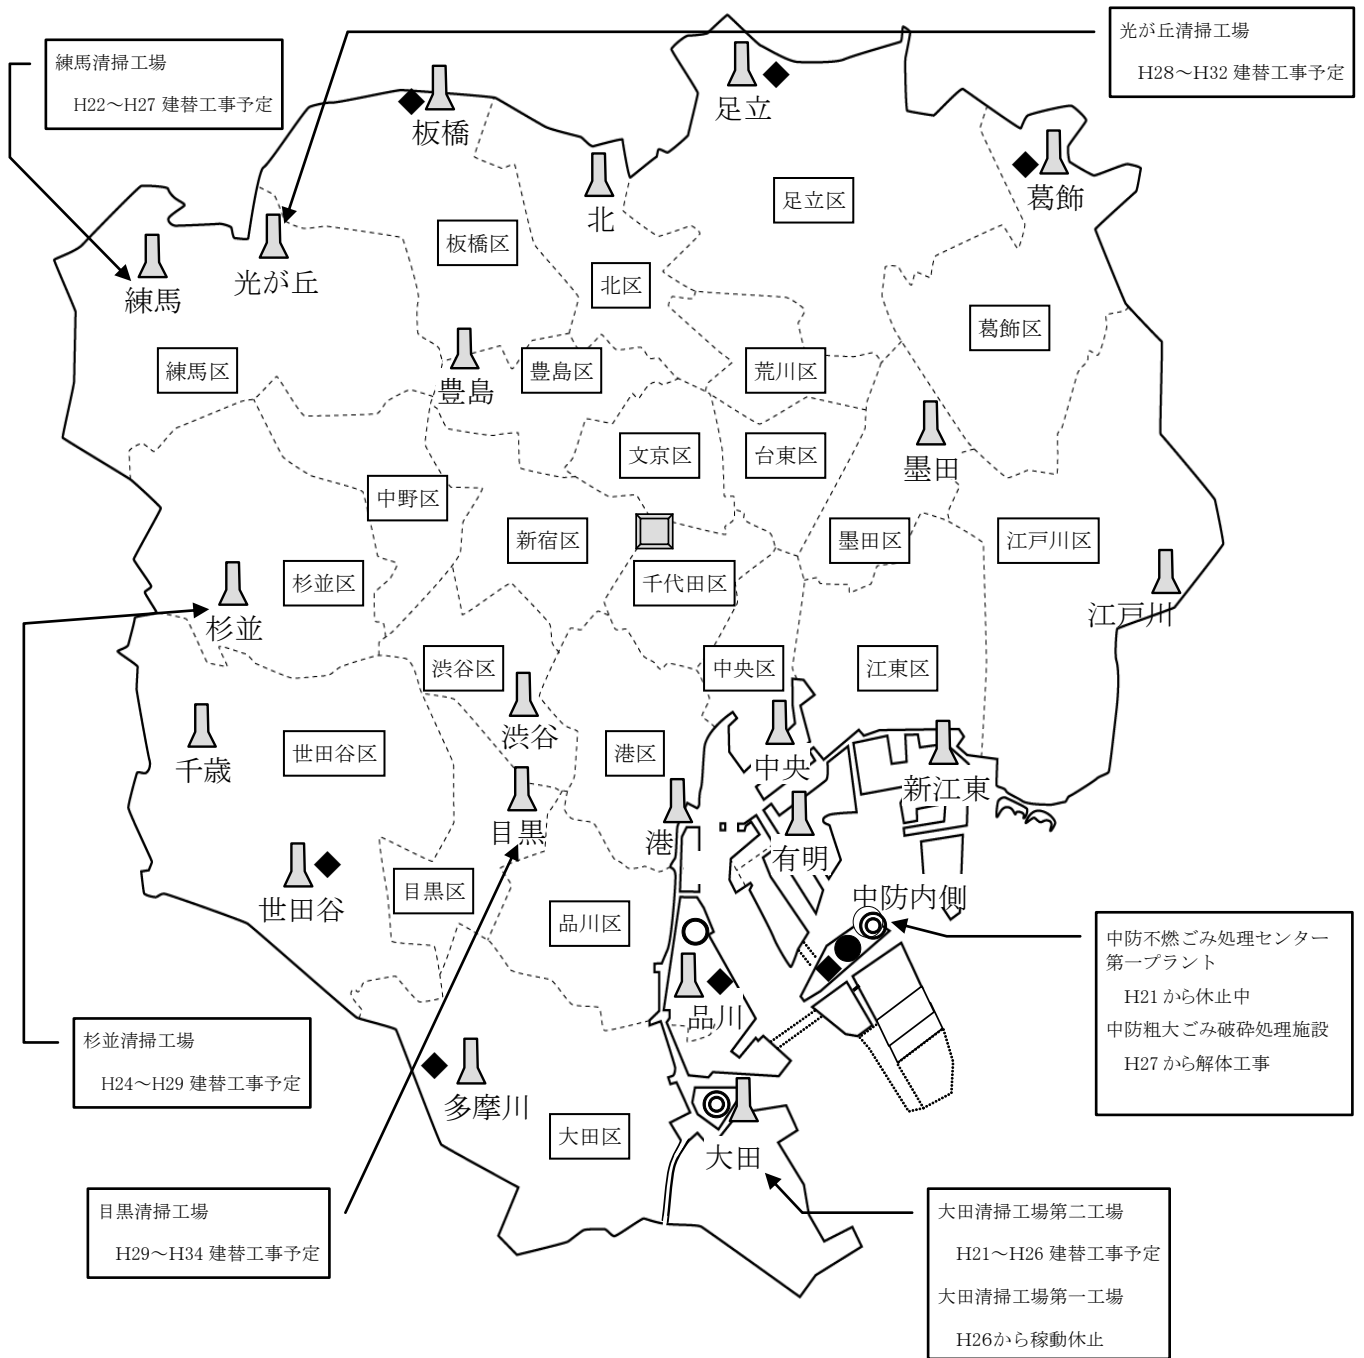 光が丘清掃工場
H28～H32 建替工事予定
練馬清掃工場
H22～H27 建替工事予定
足立
板橋
葛飾
北
足立区
板橋区
光が丘
練馬
北区
葛飾区
練馬区
豊島
豊島区
荒川区
文京区
台東区
墨田
中野区
新宿区
墨田区
江戸川区
杉並区
千代田区
杉並
江戸川
渋谷区
中央区
江東区
渋谷
世田谷区
港区
千歳
中央
新江東
目黒
港
有明
目黒区
世田谷
品川区
中防内側
中防不燃ごみ処理センター
第一プラント
H21 から休止中
中防粗大ごみ破砕処理施設
H27 から解体工事
品川
杉並清掃工場
H24～H29 建替工事予定
多摩川
大田区
大田
目黒清掃工場
H29～H34 建替工事予定
大田清掃工場第二工場
H21～H26 建替工事予定
大田清掃工場第一工場
H26から稼動休止